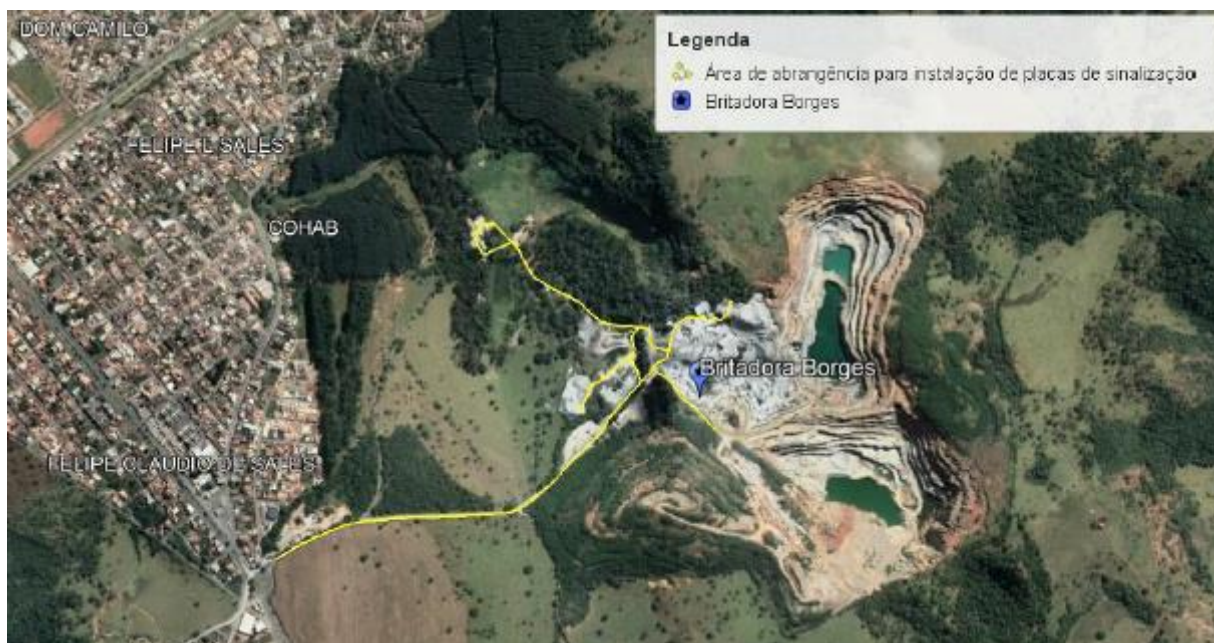 DOM CAMILO
Legenda
Área de abrangência para instalação de placas de sinalização
Britadora Borges
FELIPE L SALES
COHAB
Britadora Borges
FELIPE CLAUDIO DE SALES